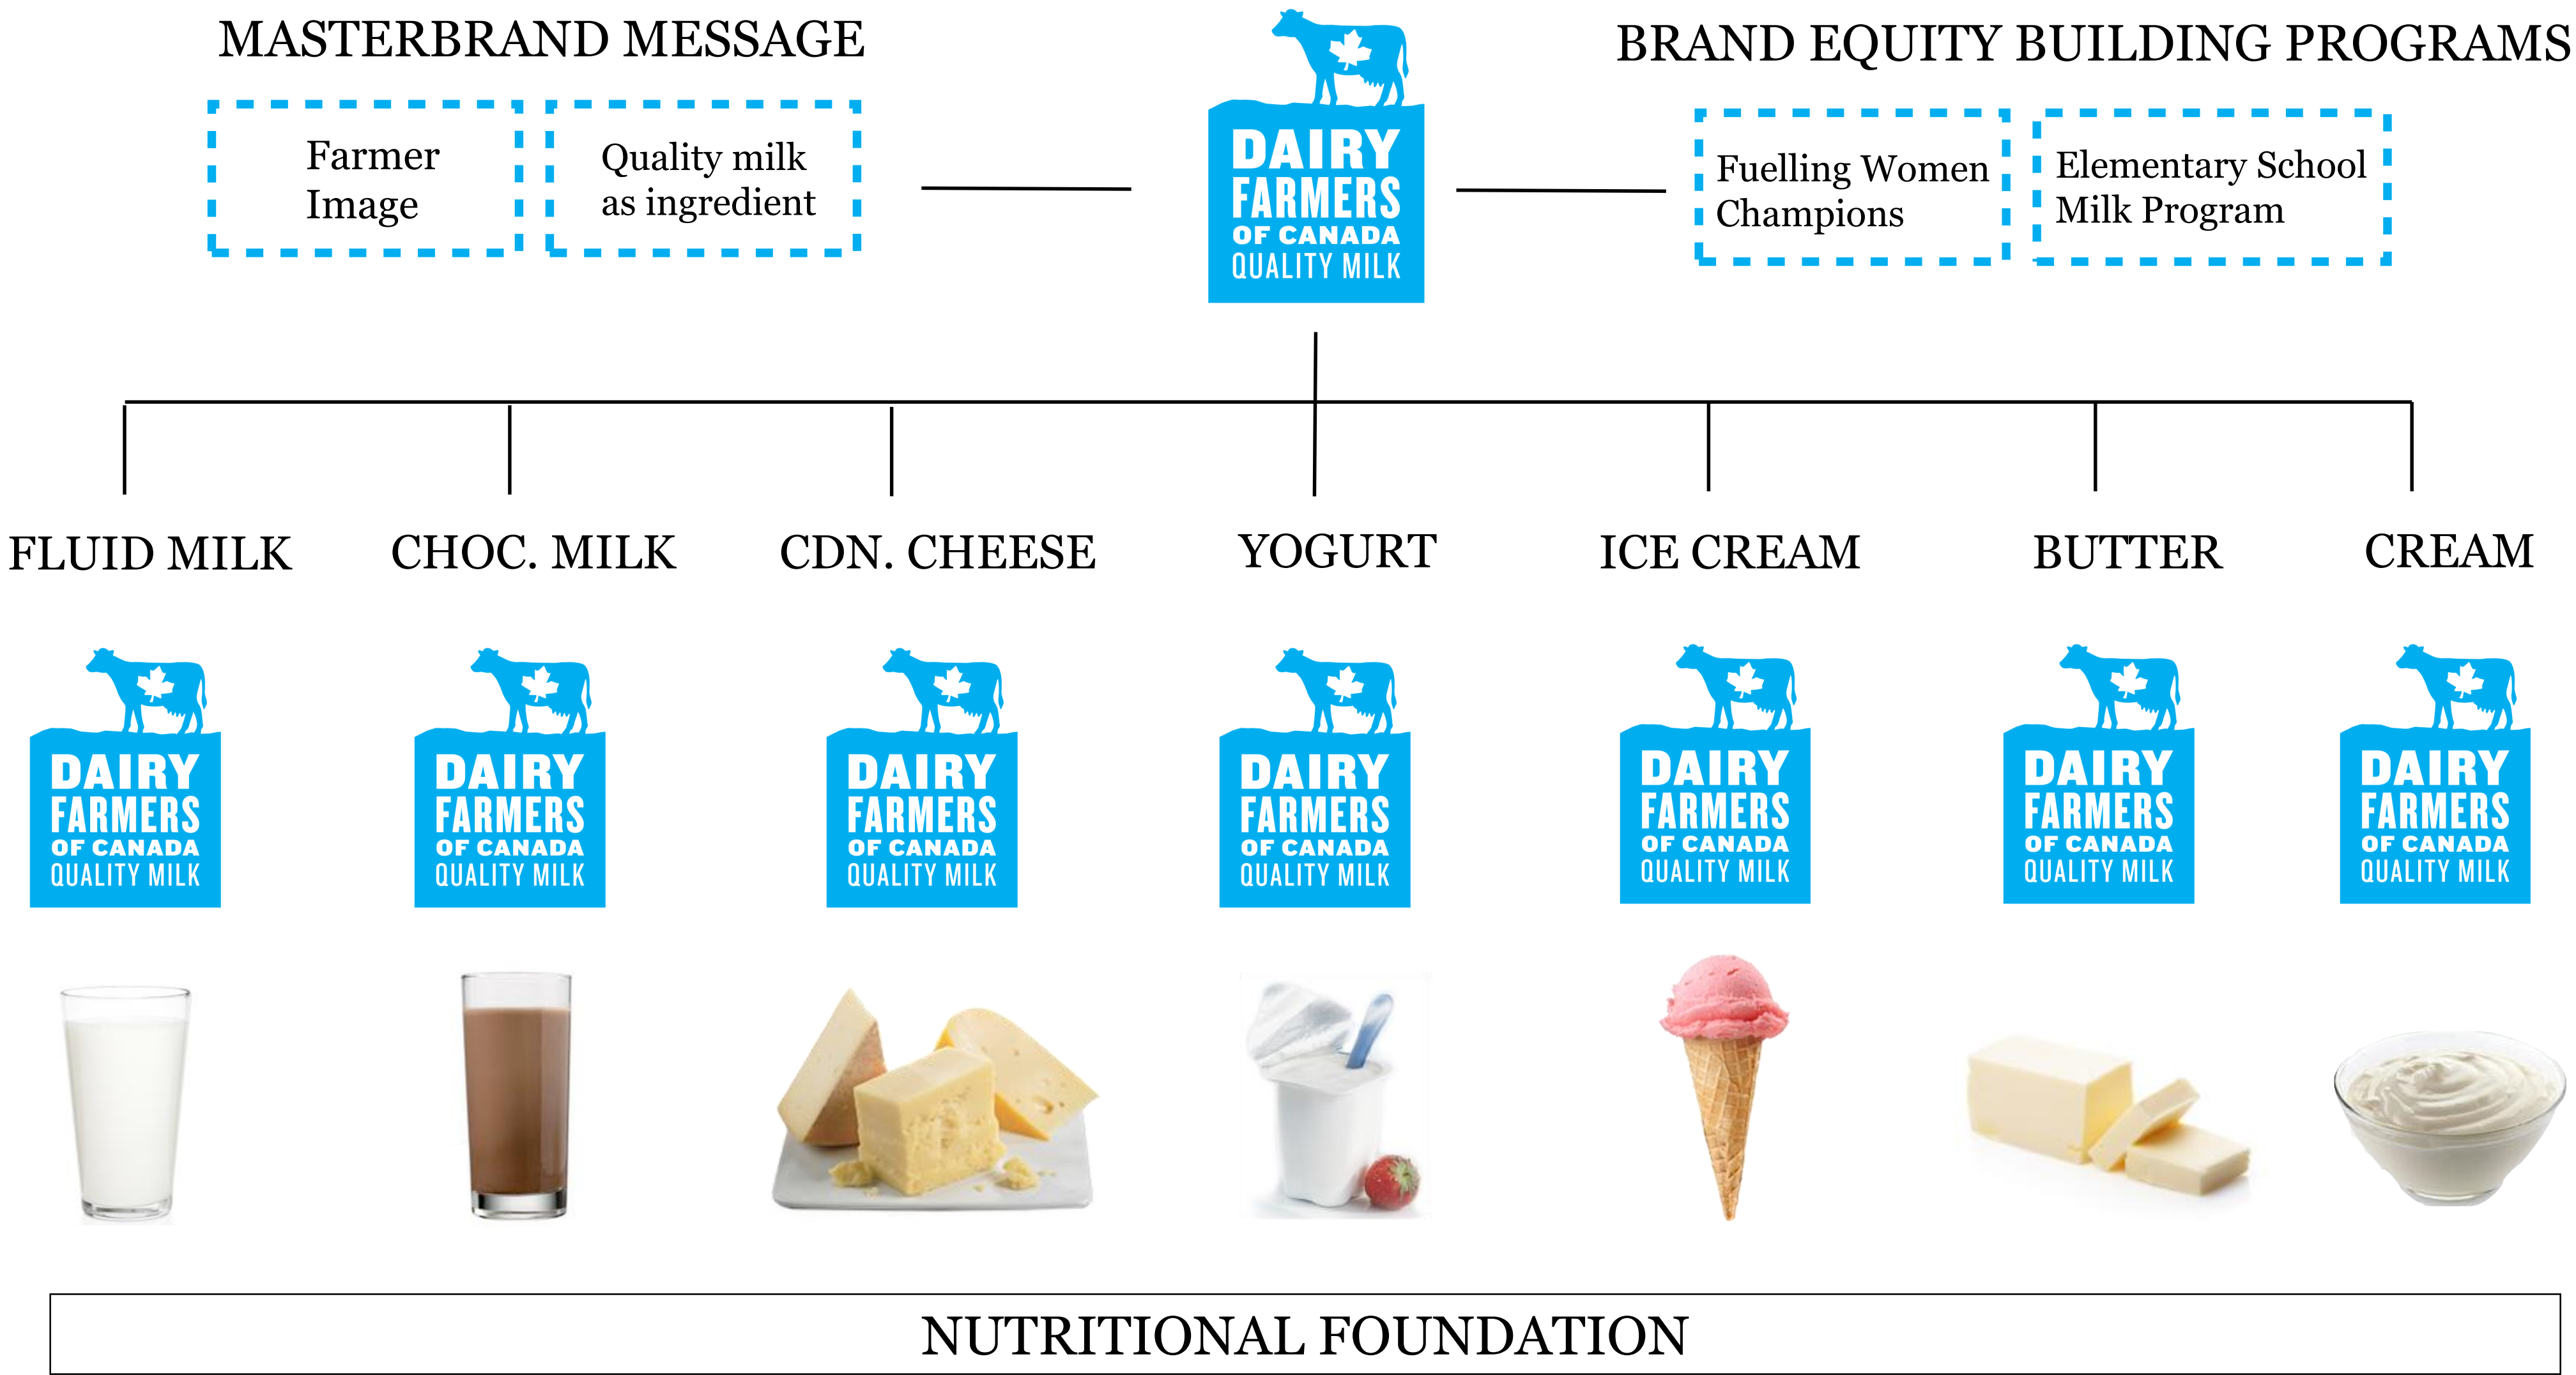 MASTERBRAND MESSAGE
BRAND EQUITY BUILDING PROGRAMS
Farmer
Image
Quality milk
as ingredient
DAIRY
FARMERS
OF CANADA
QUALITY MILK
Fuelling Women
Champions
Elementary School
Milk Program
FLUID MILK
CHOC. MILK
CDN. CHEESE
YOGURT
ICE CREAM
BUTTER
CREAM
DAIRY
FARMERS
OF CANADA
QUALITY MILK
DAIRY
FARMERS
OF CANADA
QUALITY MILK
DAIRY
FARMERS
OF CANADA
QUALITY MILK
DAIRY
FARMERS
OF CANADA
QUALITY MILK
DAIRY
FARMERS
OF CANADA
QUALITY MILK
DAIRY
FARMERS
OF CANADA
QUALITY MILK
DAIRY
FARMERS
OF CANADA
QUALITY MILK
NUTRITIONAL FOUNDATION